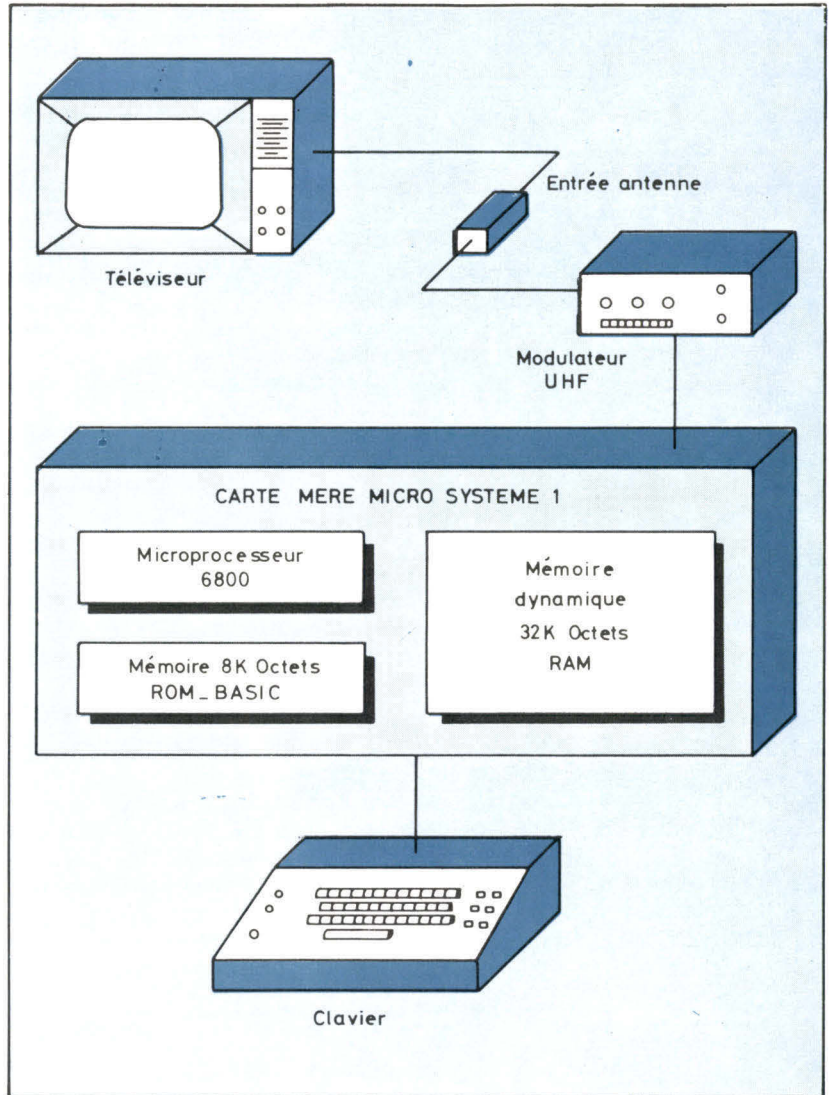 Entrée antenne
Téléviseur
Modulateur
UHF
CARTE MERE MICRO SYSTEME 1
Microprocesseur
6800
Mémoire 8K Octets
ROM_BASIC
Mémoire
dynamique
32K Octets
RAM
Clavier